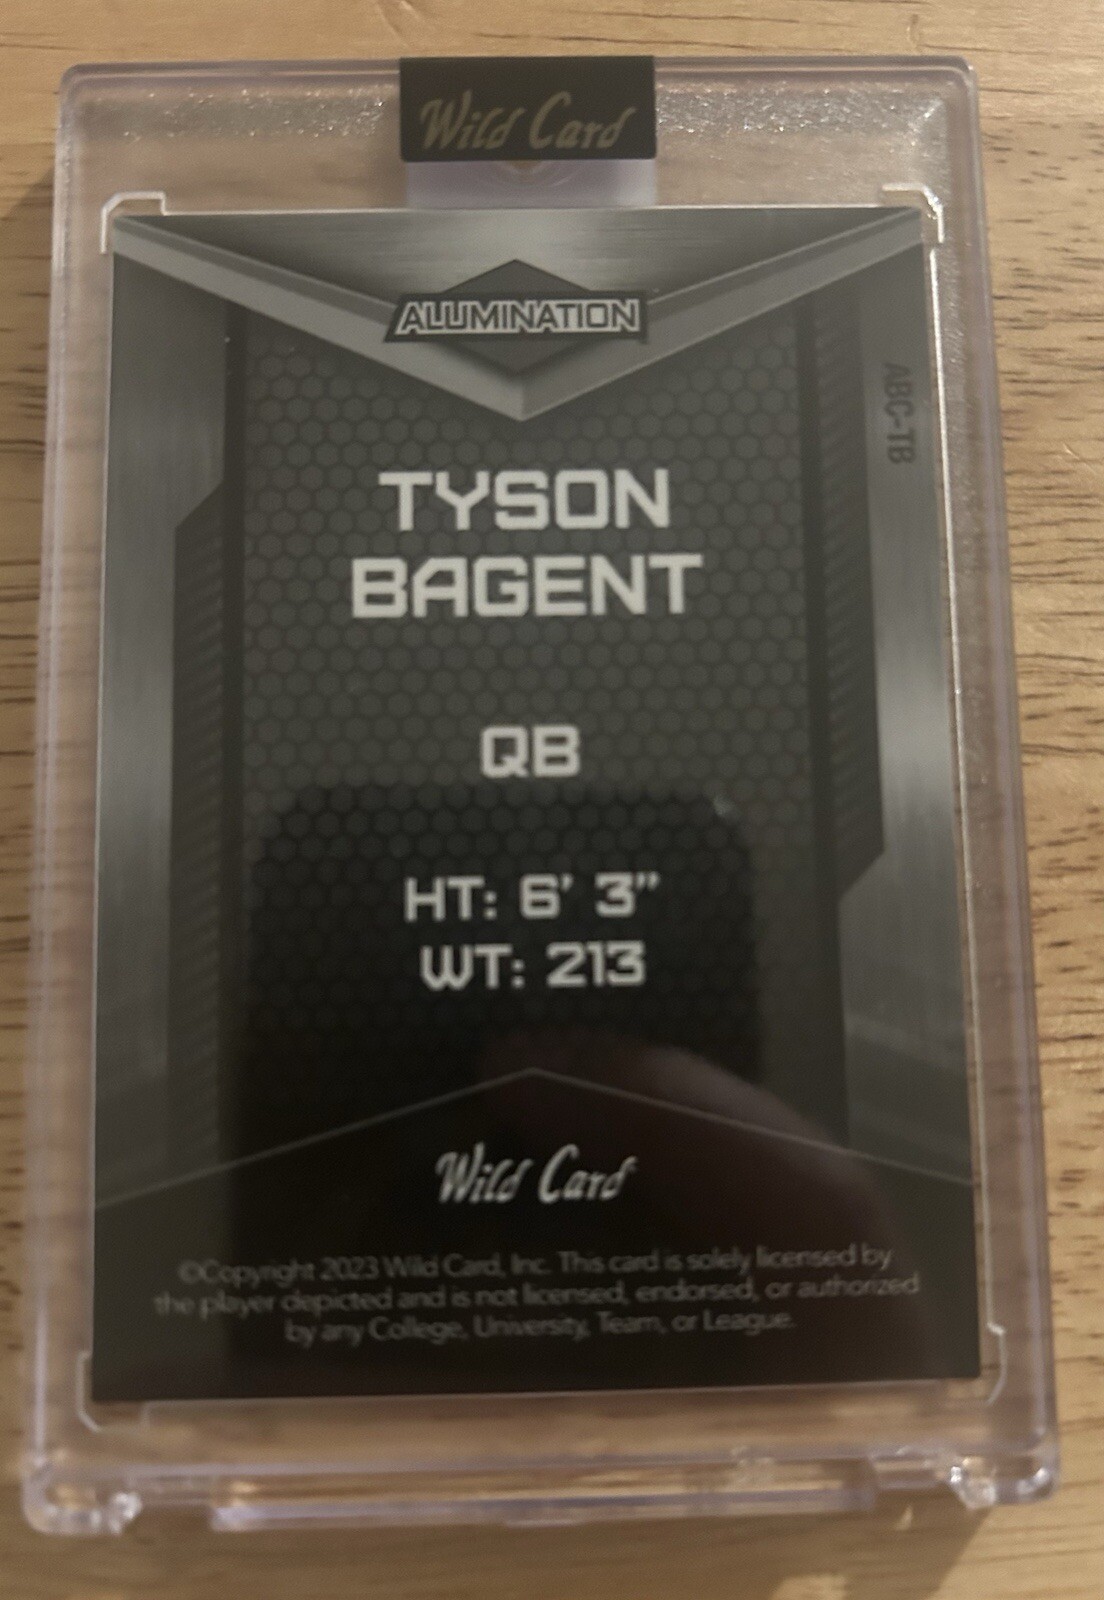 Wild Card
ALUMINATION
ABC-TB
TYSON
BAGENT
QB
HT: 6' 3"
WT: 213
Wild Card
©Copyright 2023 Wild Card, Inc. This card is solely licensed by
the player depicted and is not licensed, endorsed, or authorized
by any College, University, Team, or League.